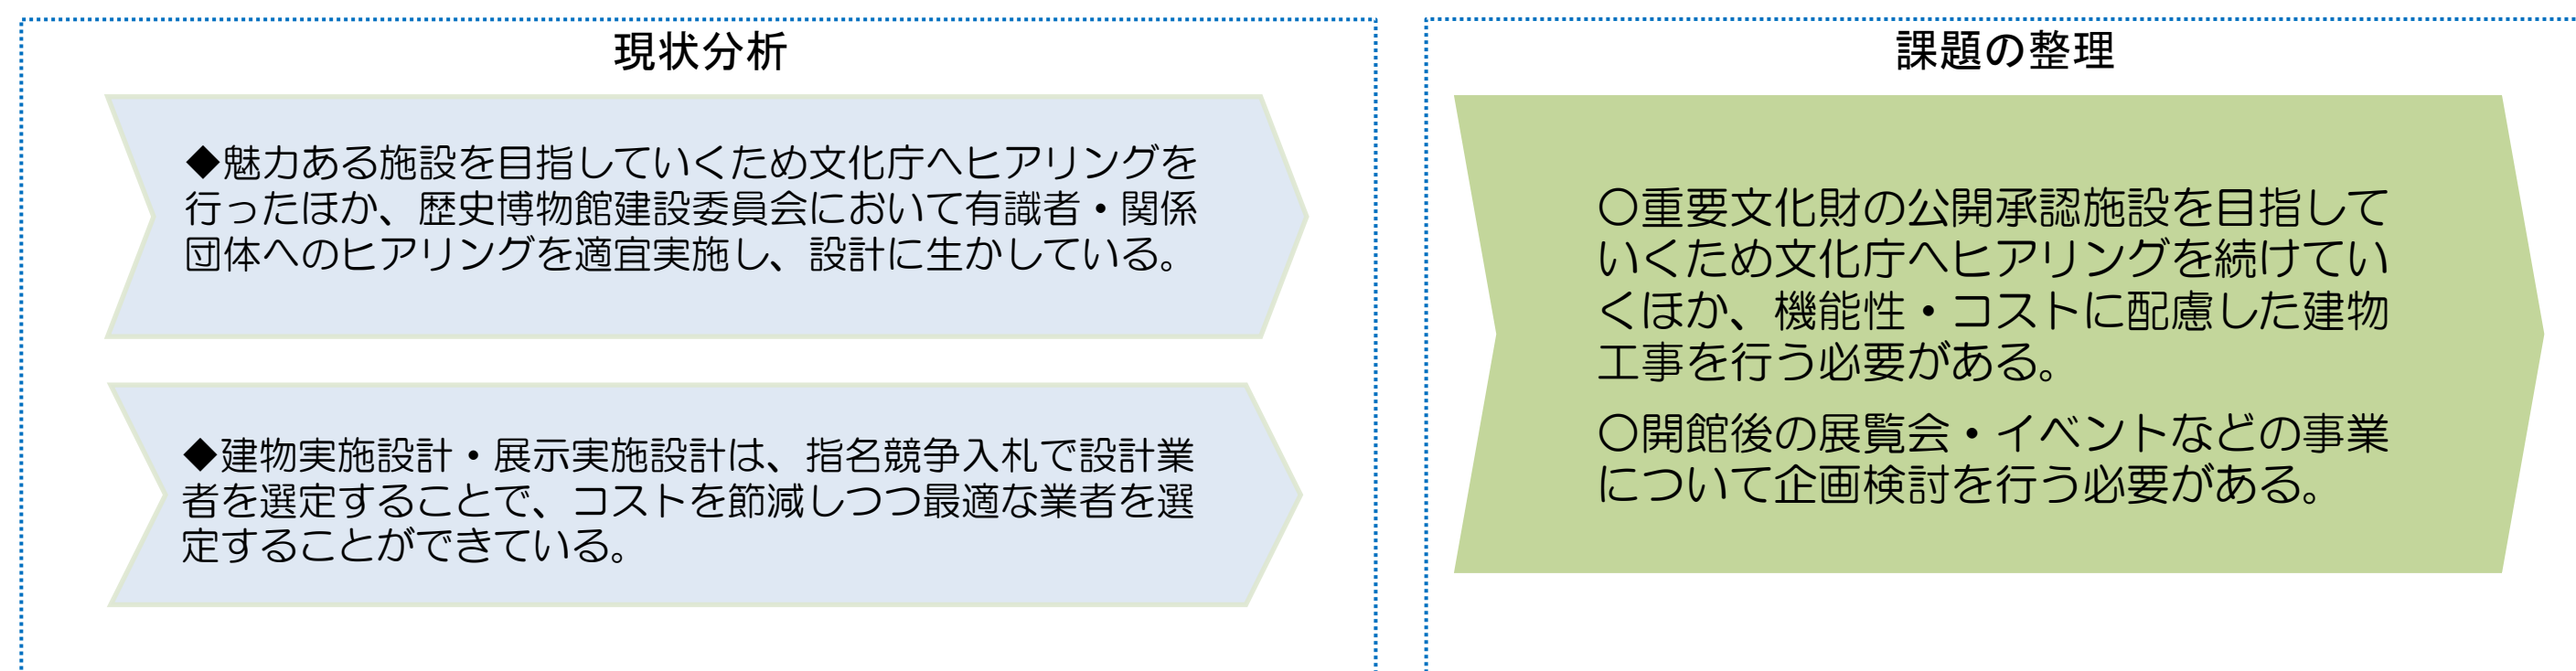 現状分析
◆魅力ある施設を目指していくため文化庁へヒアリングを
行ったほか、歴史博物館建設委員会において有識者・関係
団体へのヒアリングを適宜実施し、設計に生かしている。
◆建物実施設計・展示実施設計は、指名競争入札で設計業
者を選定することで、コストを節減しつつ最適な業者を選
定することができている。
課題の整理
〇重要文化財の公開承認施設を目指して
いくため文化庁へヒアリングを続けてい
くほか、機能性・コストに配慮した建物
工事を行う必要がある。
〇開館後の展覧会・イベントなどの事業
について企画検討を行う必要がある。